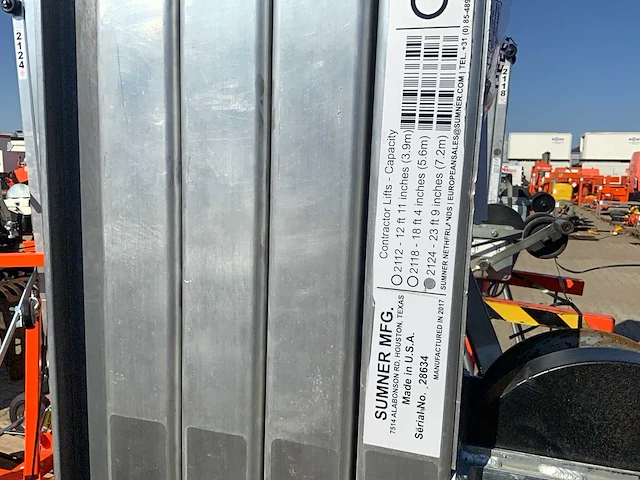 2124
2118
SUMNER MFG.
7514 ALABONSON RD, HOUSTON, TEXAS
Made in U.S.A.
Serial No. 28634
MANUFACTURED IN 2017
Contractor Lifts - Capacity
2112 - 12 ft 11 inches (3.9m)
2118 - 18 ft 4 inches (5.6m)
2124 - 23 ft 9 inches (7.2m)
SUMNER NETHERLANDS | EUROPEANSALES@SUMNER.COM | TEL. +31 (0) 85-489